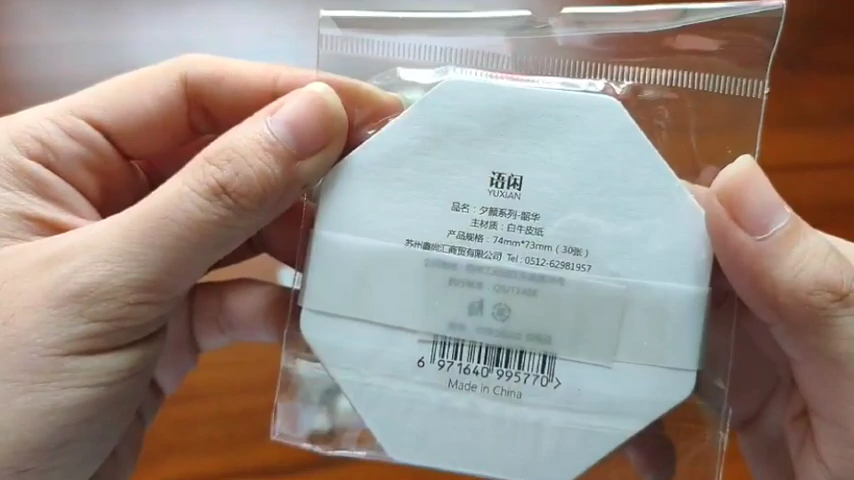 语闲
YUXIAN
品名：夕颜系列-韶华
主材质：白牛皮纸
产品规格：74mm*73mm（30张）
苏州鑫尚汇商贸有限公司 Tel：0512-62981957
6 971640 995770 >
Made in China